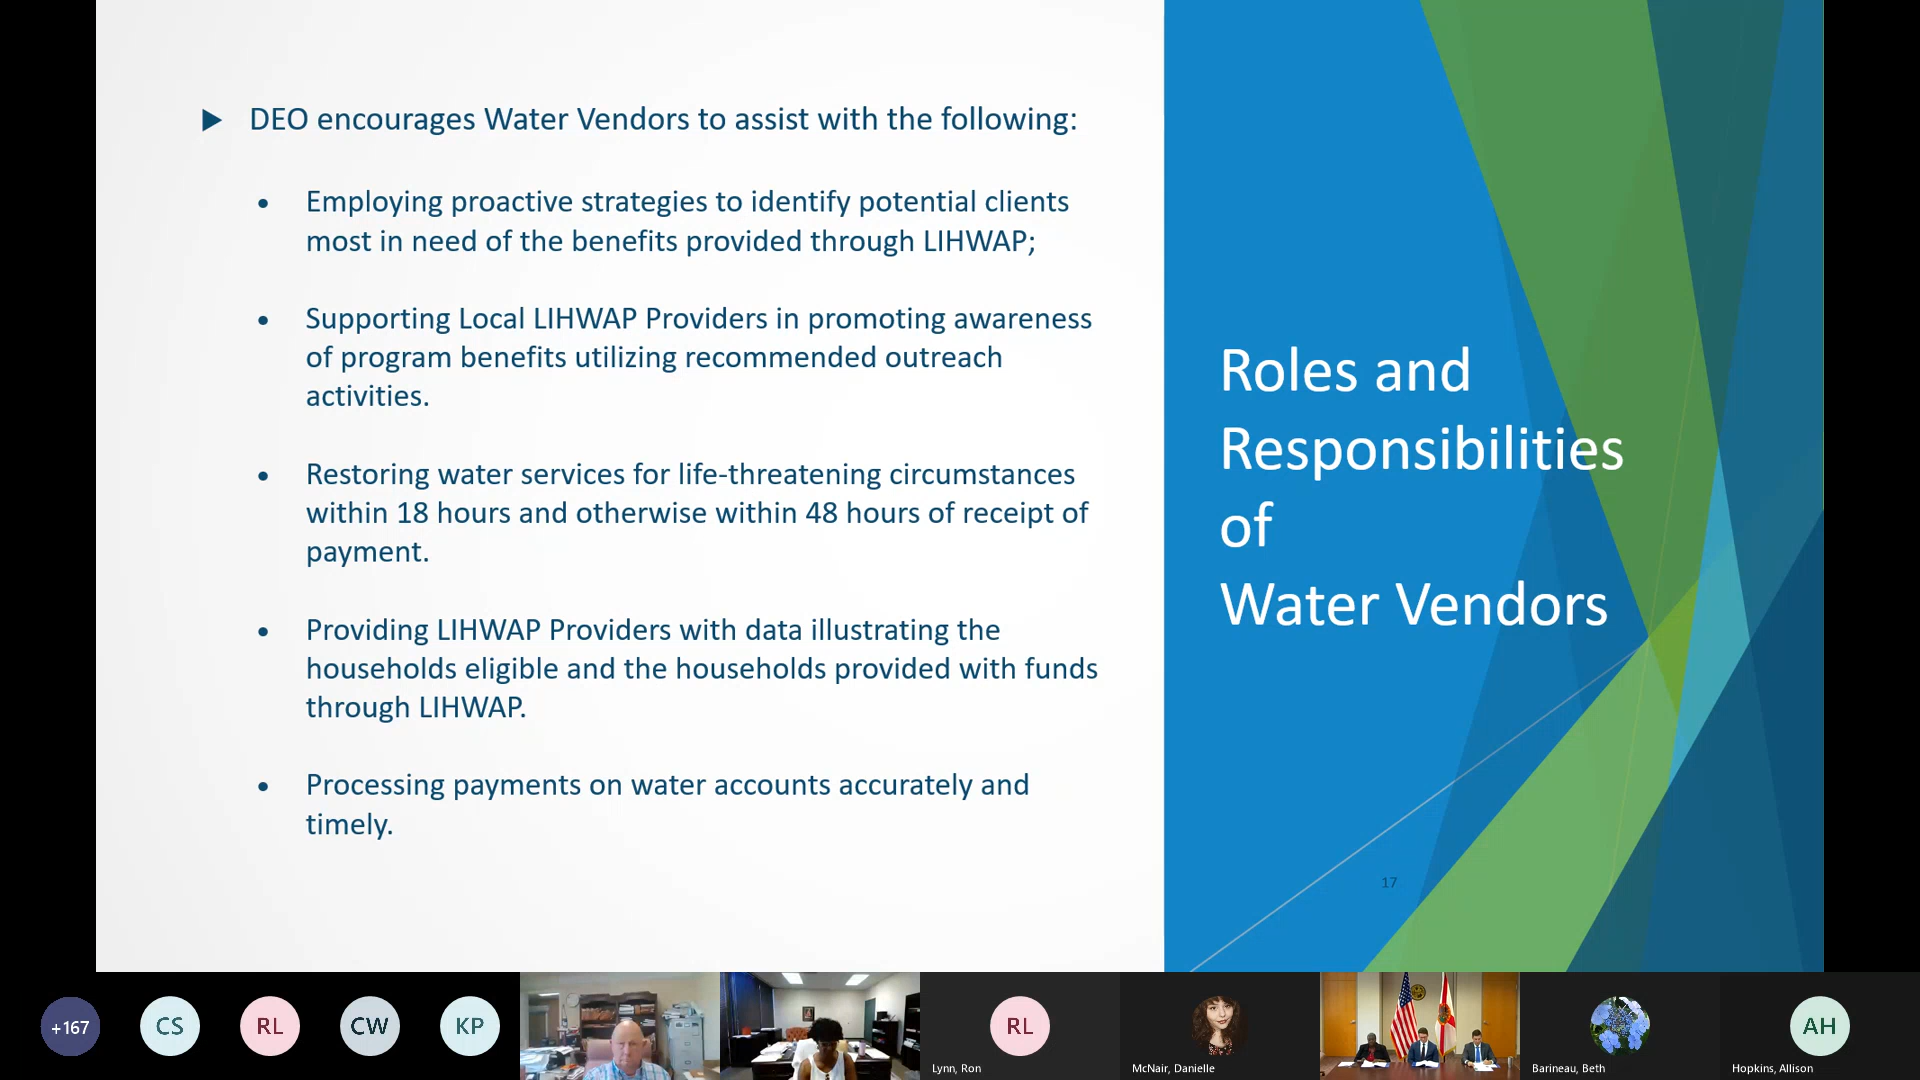 DEO encourages Water Vendors to assist with the following:
Employing proactive strategies to identify potential clients
most in need of the benefits provided through LIHWAP;
Supporting Local LIHWAP Providers in promoting awareness
of program benefits utilizing recommended outreach
activities.
Restoring water services for life-threatening circumstances
within 18 hours and otherwise within 48 hours of receipt of
payment.
Providing LIHWAP Providers with data illustrating the
households eligible and the households provided with funds
through LIHWAP.
Processing payments on water accounts accurately and
timely.
Roles and
Responsibilities
of
Water Vendors
17
+167
CS
RL
CW
KP
RL
Lynn, Ron
McNair, Danielle
Barineau, Beth
AH
Hopkins, Allison